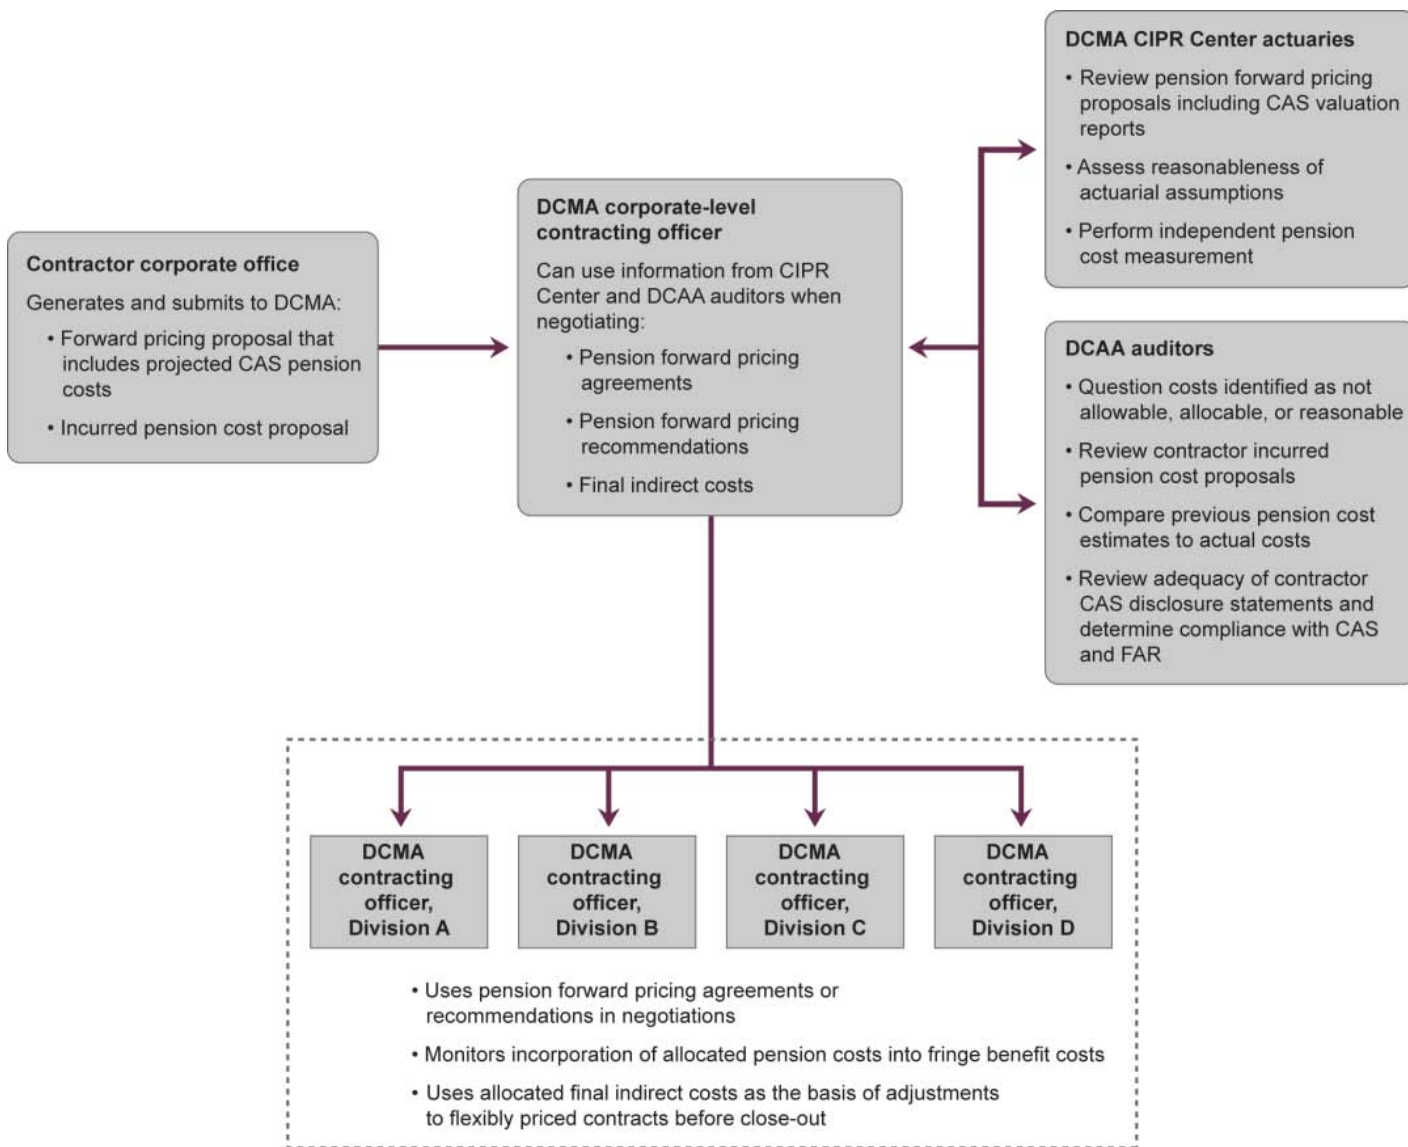 Contractor corporate office
Generates and submits to DCMA:
• Forward pricing proposal that
includes projected CAS pension
costs
• Incurred pension cost proposal
DCMA corporate-level
contracting officer
Can use information from CIPR
Center and DCAA auditors when
negotiating:
• Pension forward pricing
agreements
• Pension forward pricing
recommendations
• Final indirect costs
DCMA CIPR Center actuaries
• Review pension forward pricing
proposals including CAS valuation
reports
• Assess reasonableness of
actuarial assumptions
• Perform independent pension
cost measurement
DCAA auditors
• Question costs identified as not
allowable, allocable, or reasonable
• Review contractor incurred
pension cost proposals
• Compare previous pension cost
estimates to actual costs
• Review adequacy of contractor
CAS disclosure statements and
determine compliance with CAS
and FAR
DCMA
contracting
officer,
Division A
DCMA
contracting
officer,
Division B
DCMA
contracting
officer,
Division C
DCMA
contracting
officer,
Division D
• Uses pension forward pricing agreements or
recommendations in negotiations
• Monitors incorporation of allocated pension costs into fringe benefit costs
• Uses allocated final indirect costs as the basis of adjustments
to flexibly priced contracts before close-out